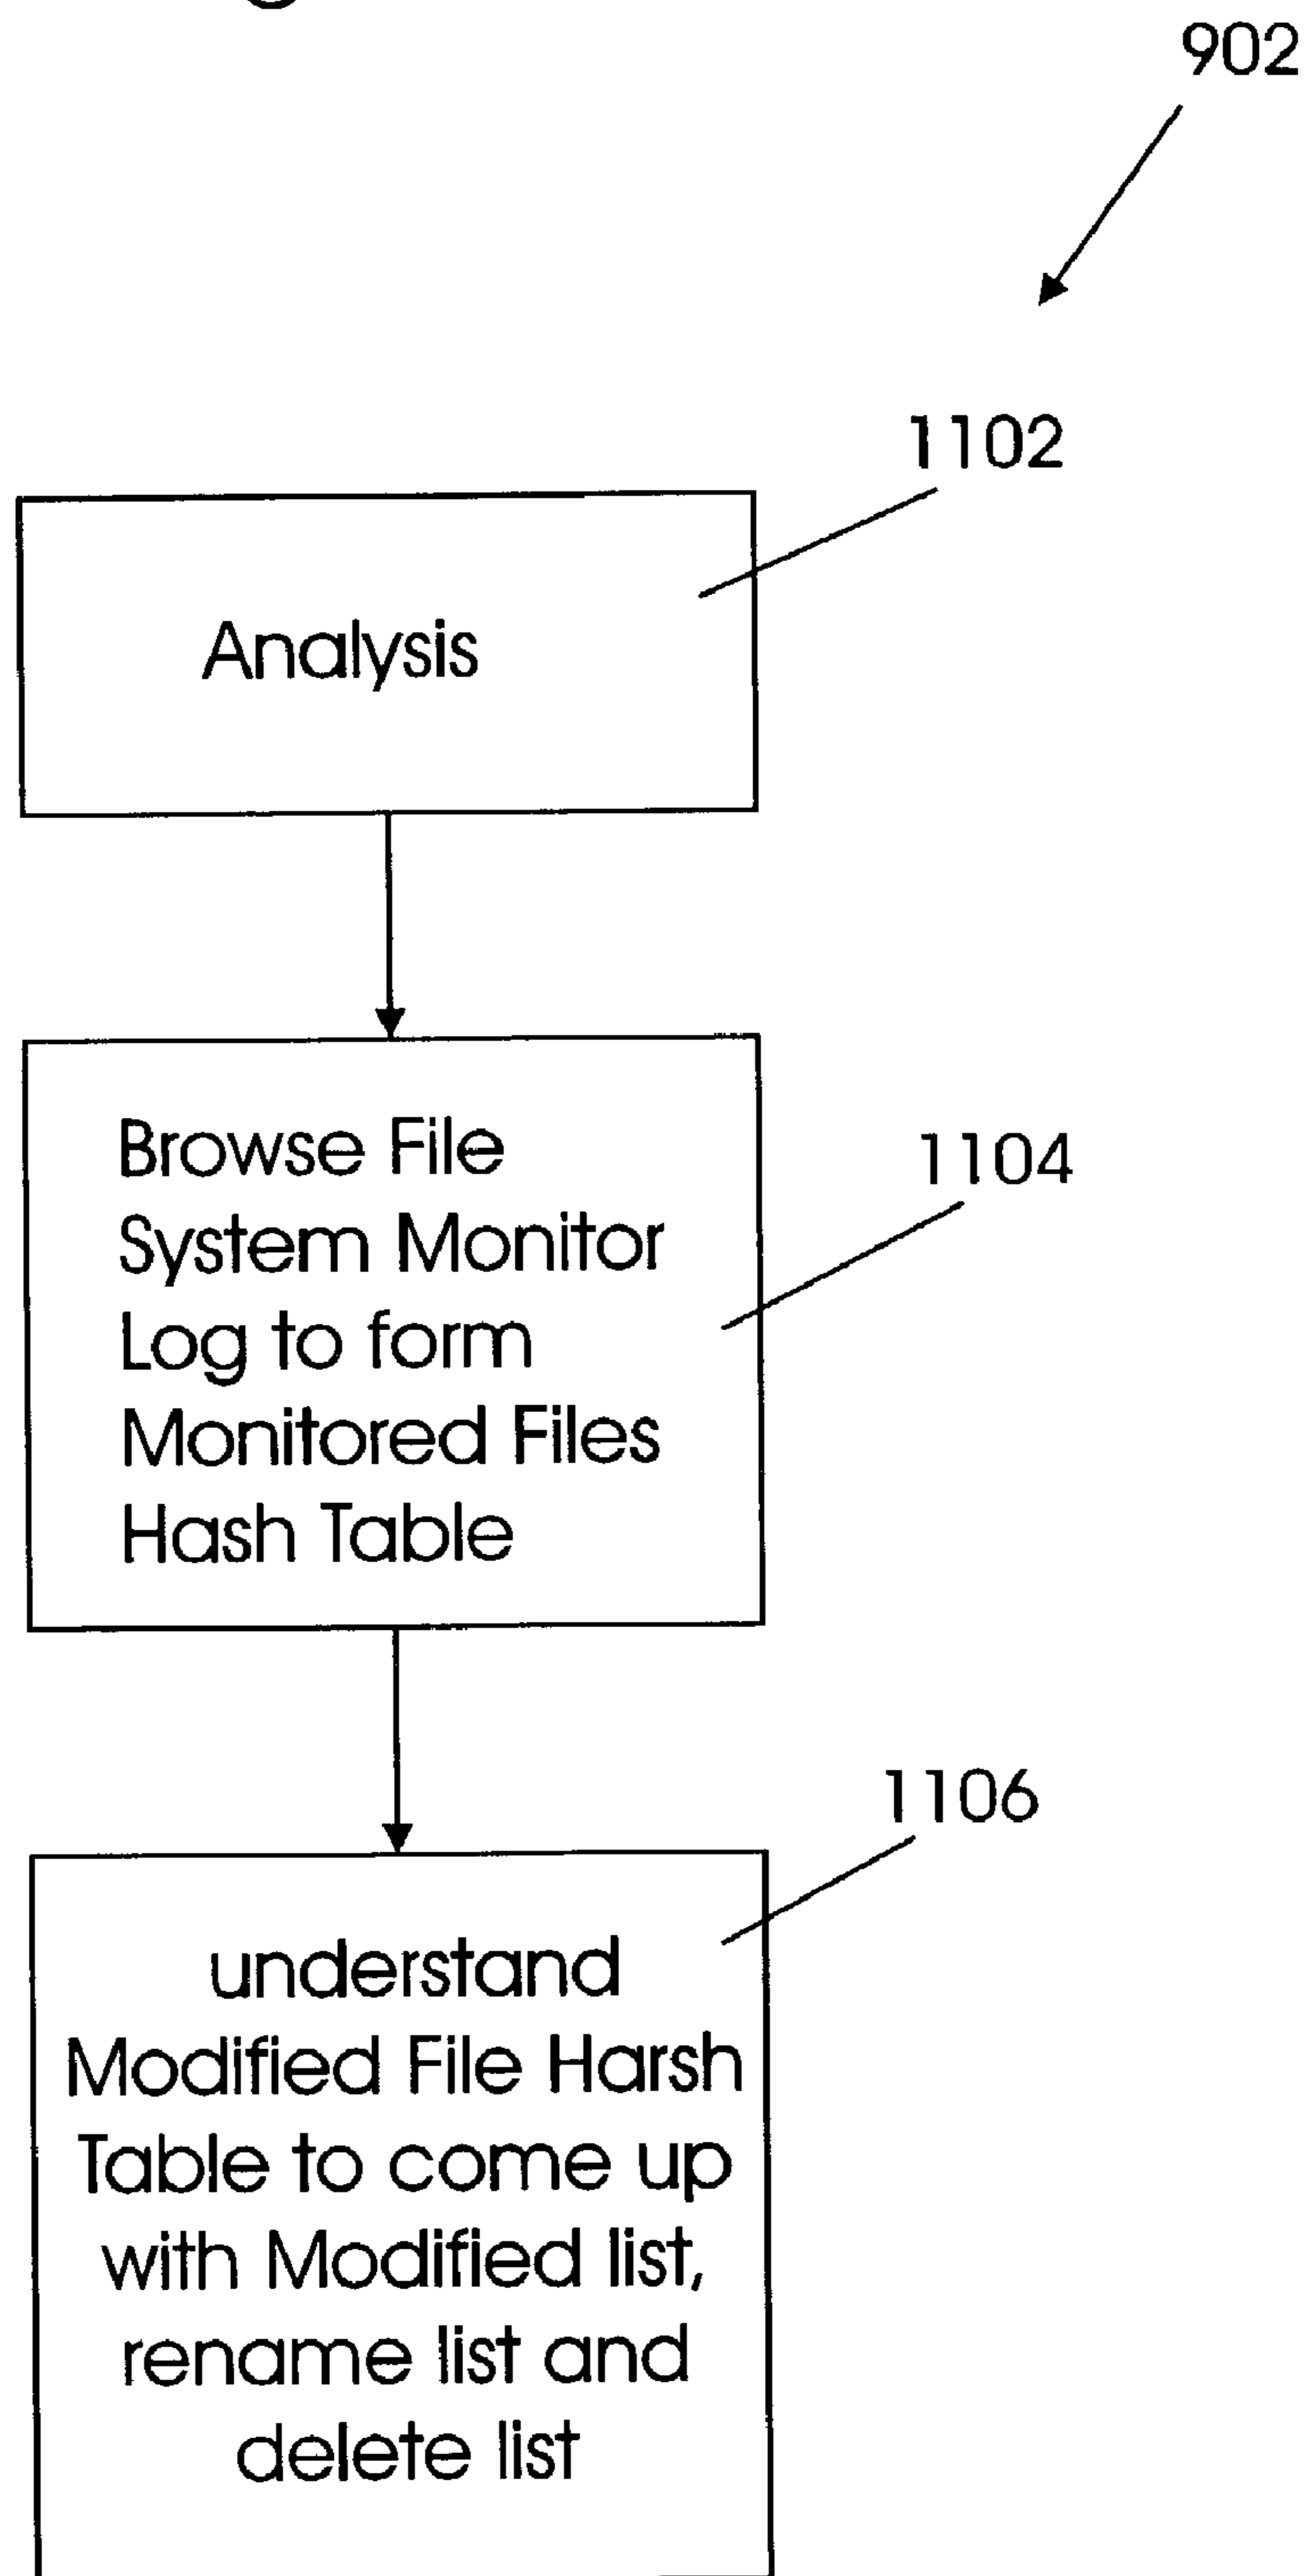 902
1102
Analysis
Browse File
System Monitor
Log to form
Monitored Files
Hash Table
1104
1106
understand
Modified File Harsh
Table to come up
with Modified list,
rename list and
delete list